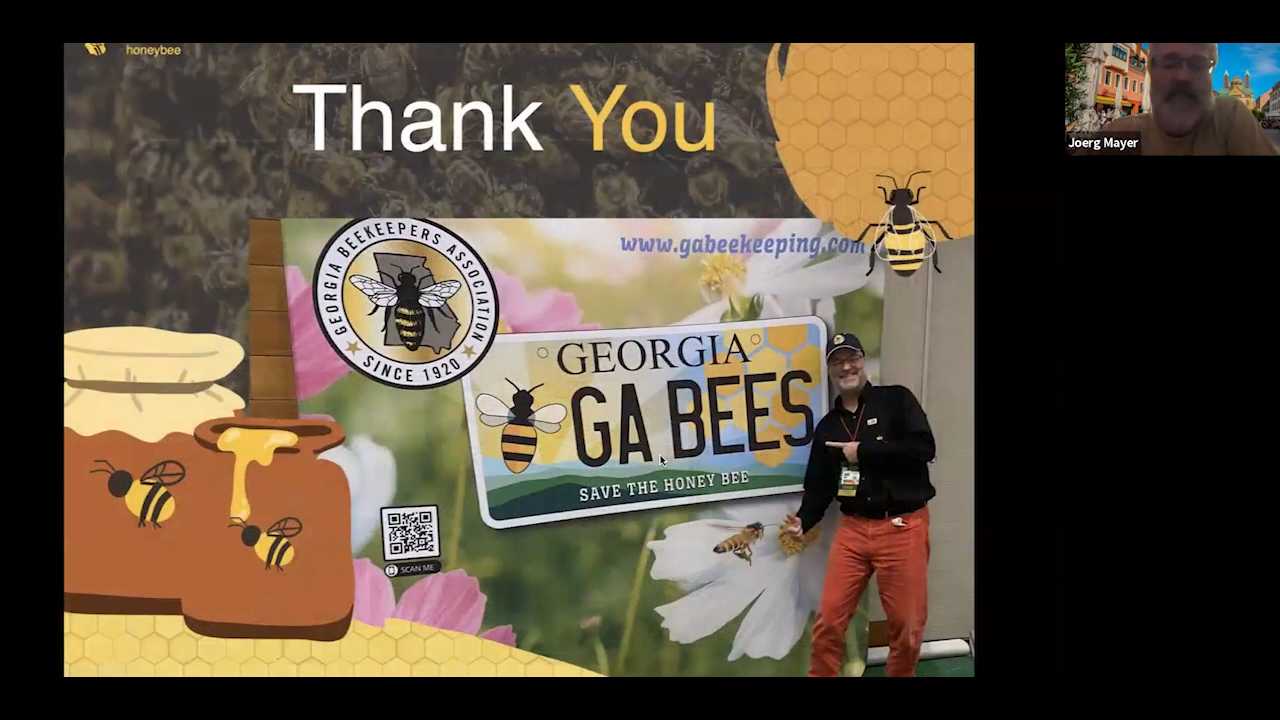 honeybee
Thank You
www.gabeekeeping.com
GEORGIA BEEKEEPERS ASSOCIATION
SINCE 1920
GEORGIA
GA BEES
SAVE THE HONEY BEE
SCAN ME
Joerg Mayer